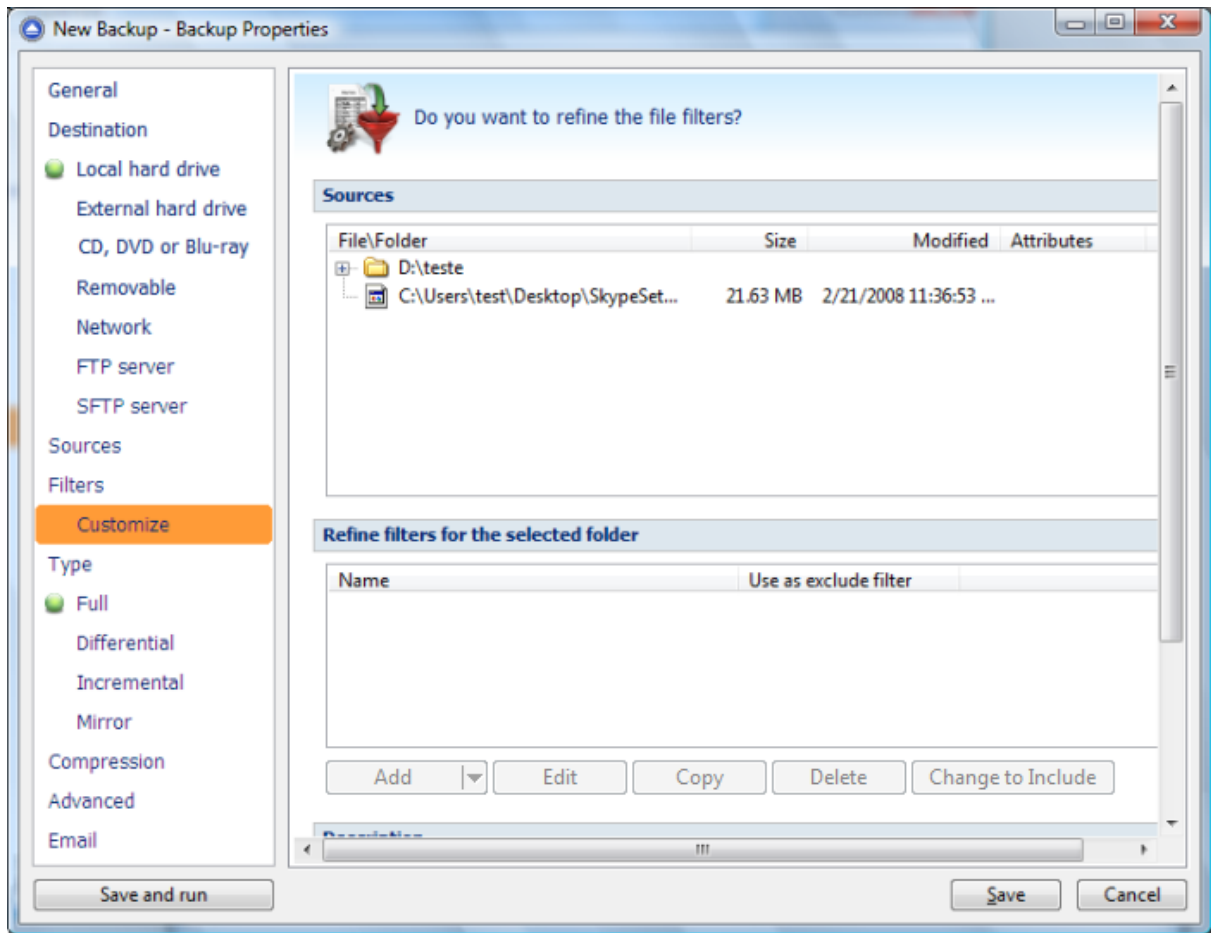 New Backup - Backup Properties
General
Destination
Local hard drive
External hard drive
CD, DVD or Blu-ray
Removable
Network
FTP server
SFTP server
Sources
Filters
Customize
Type
Full
Differential
Incremental
Mirror
Compression
Advanced
Email
Do you want to refine the file filters?
Sources
File\Folder Size Modified Attributes
D:\teste
C:\Users\test\Desktop\SkypeSet... 21.63 MB 2/21/2008 11:36:53 ...
Refine filters for the selected folder
Name Use as exclude filter
Add Edit Copy Delete Change to Include
Save and run Save Cancel